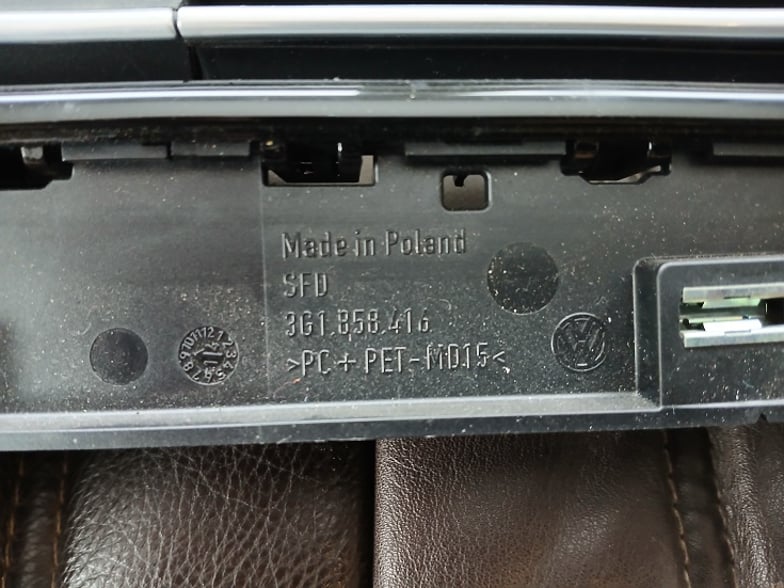 Made in Poland
SFD
3G1.858.416
>PC+PET-MD15<